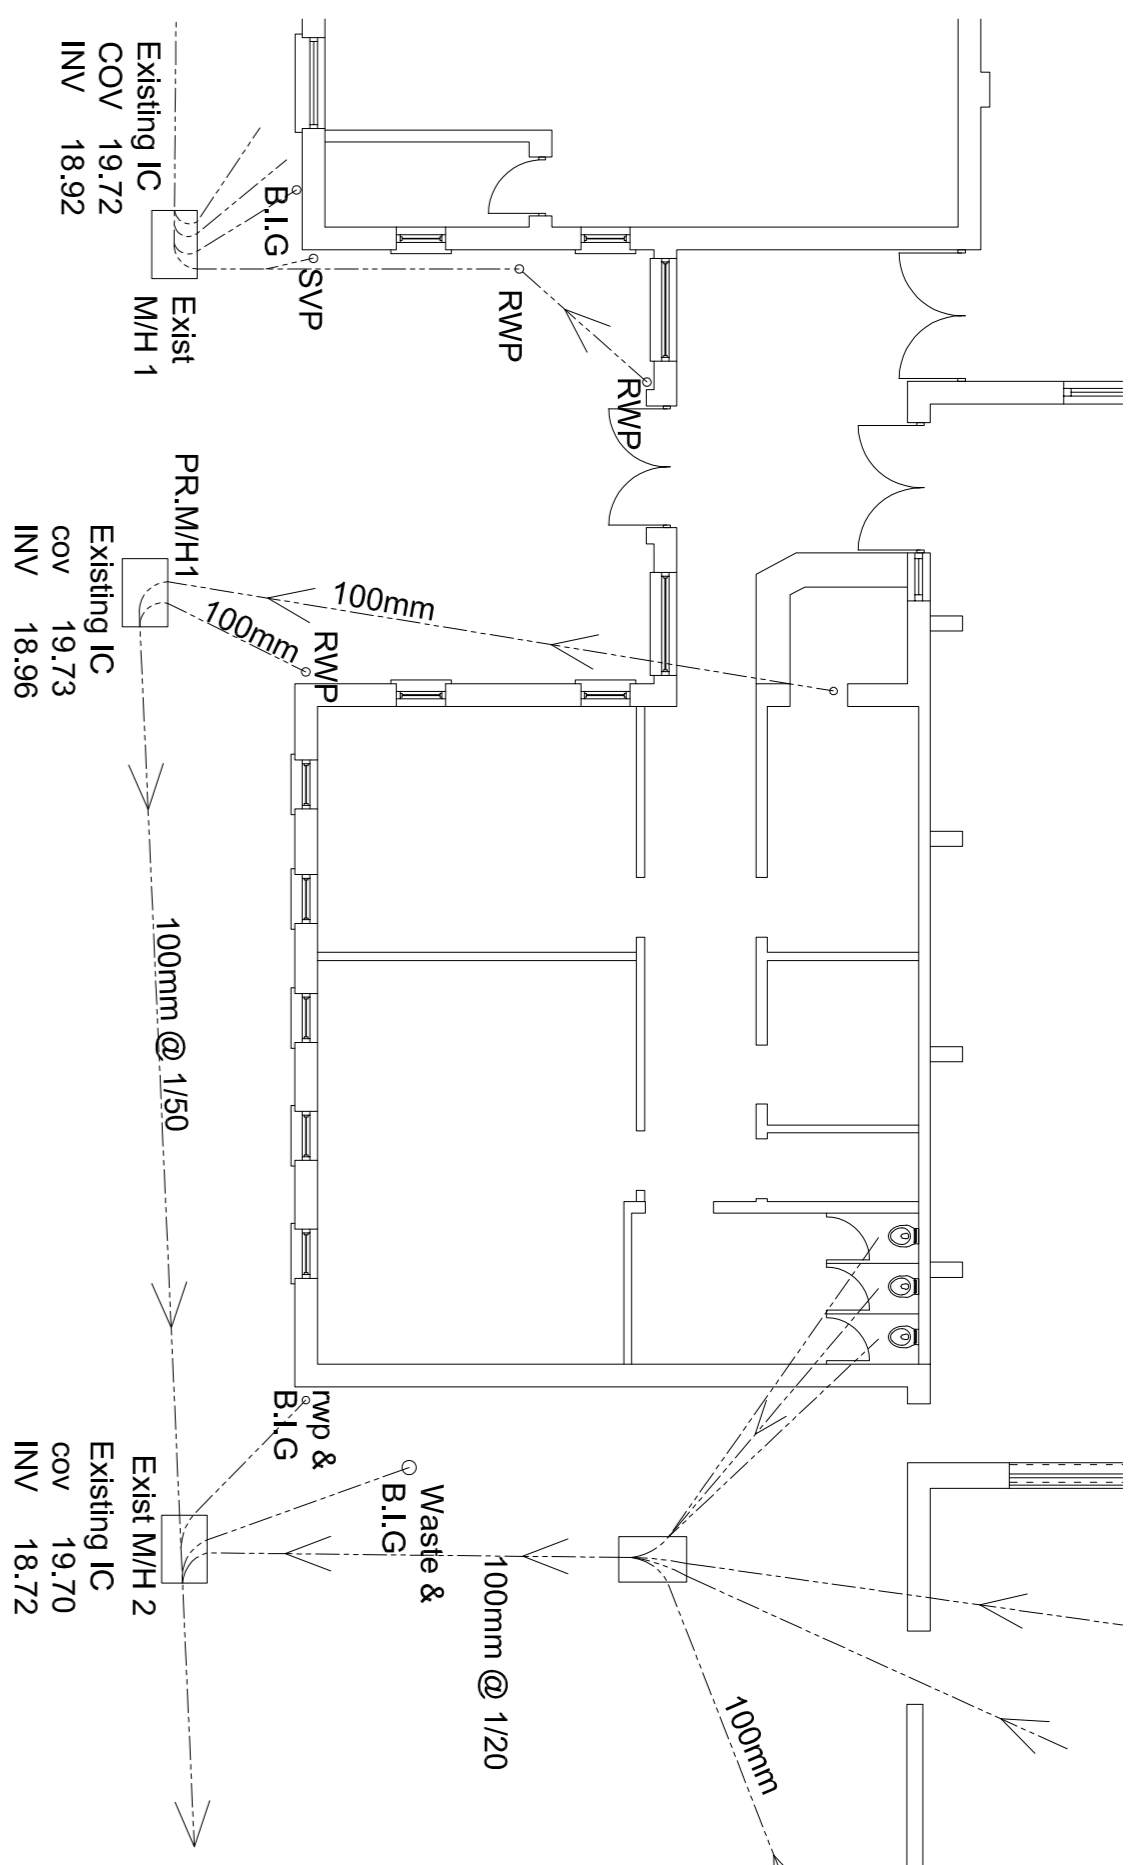 Existing IC
COV 19.72
INV 18.92
B.I.G
SVP
RWP
RWP
Exist
M/H 1
PR.M/H1
Existing IC
cov 19.73
INV 18.96
100mm
100mm
RWP
100mm @ 1/50
rwp &
B.I.G
Waste &
B.I.G
Exist M/H 2
Existing IC
cov 19.70
INV 18.72
100mm @ 1/20
100mm